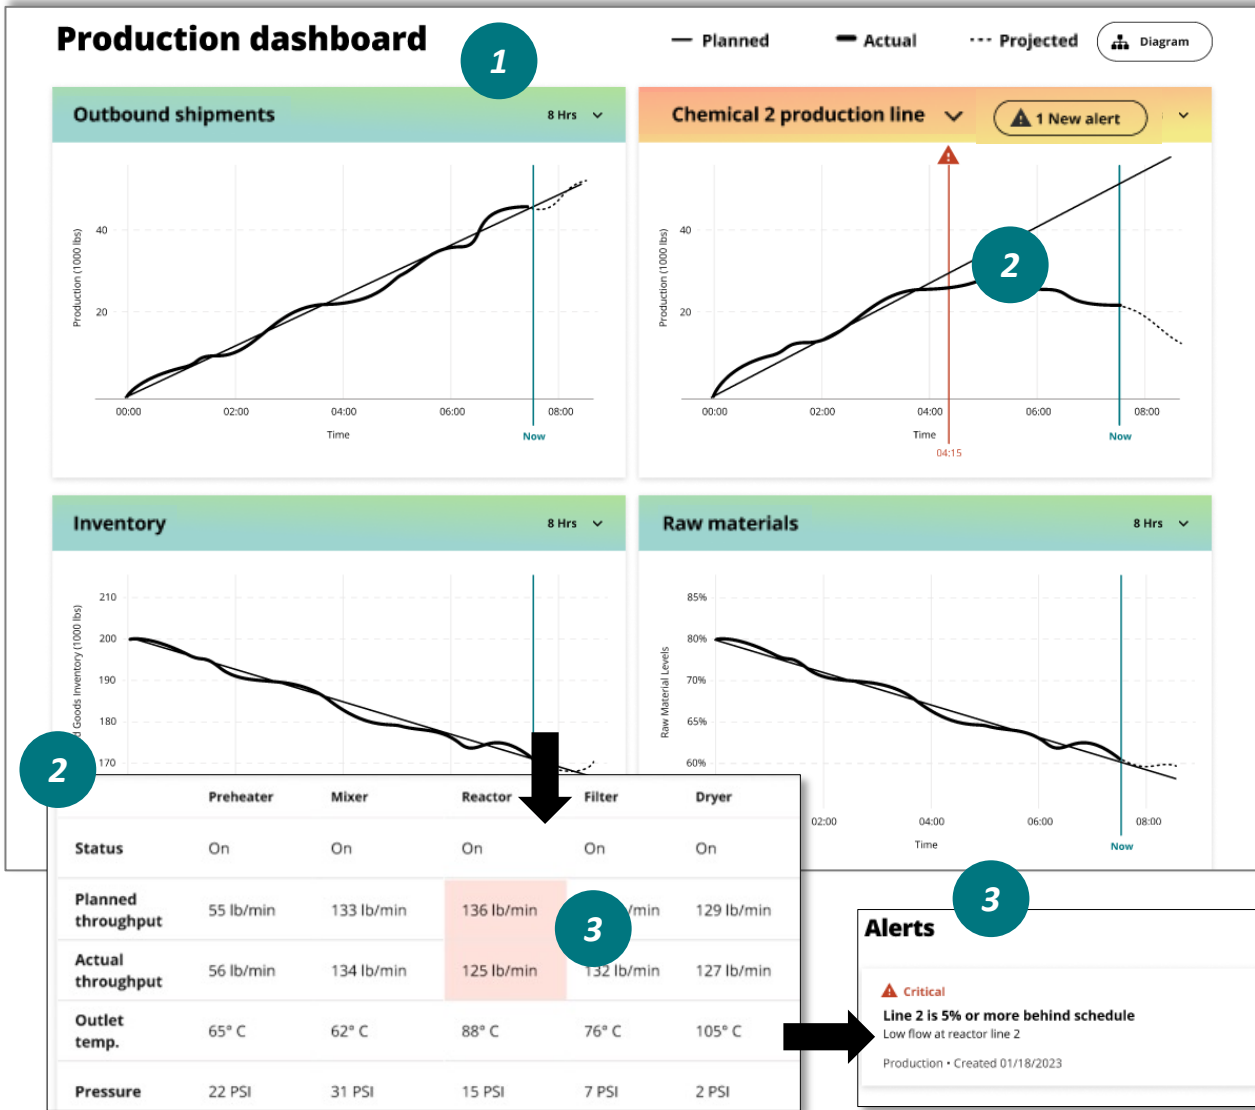 Production dashboard
1
Planned
Actual
Projected
Diagram
Outbound shipments
8 Hrs
Production (1000 lbs)
40
20
00:00
02:00
04:00
06:00
08:00
Time
Now
Chemical 2 production line
1 New alert
Production (1000 lbs)
40
20
2
00:00
02:00
04:00
06:00
08:00
Time
Now
04:15
Inventory
8 Hrs
Goods Inventory (1000 lbs)
210
200
190
180
170
Raw materials
8 Hrs
Raw Material Levels
85%
80%
70%
65%
60%
02:00
04:00
06:00
08:00
Time
Now
2
Preheater Mixer Reactor Filter Dryer
Status On On On On On
Planned
throughput 55 lb/min 133 lb/min 136 lb/min /min 129 lb/min
3
Actual
throughput 56 lb/min 134 lb/min 125 lb/min 132 lb/min 127 lb/min
Outlet
temp. 65° C 62° C 88° C 76° C 105° C
Pressure 22 PSI 31 PSI 15 PSI 7 PSI 2 PSI
3
Alerts
Critical
Line 2 is 5% or more behind schedule
Low flow at reactor line 2
Production • Created 01/18/2023